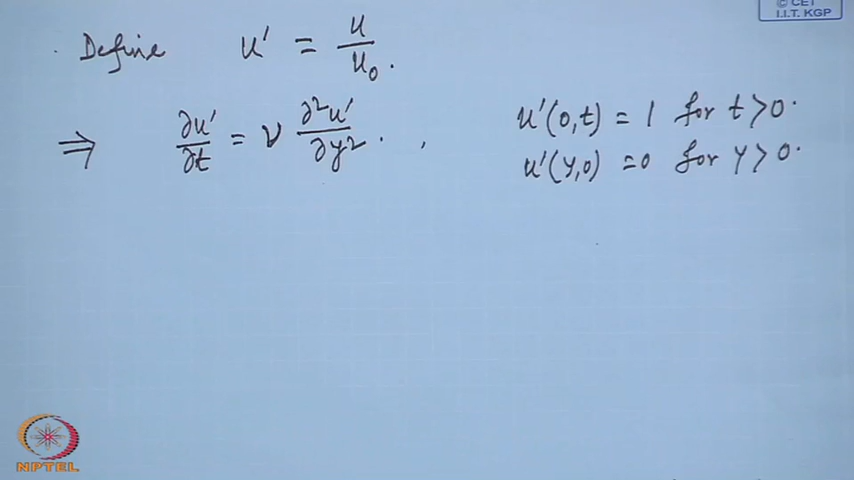 © CET
I.I.T. KGP
Define u' = u/u₀.
⇒ ∂u'/∂t = ν ∂²u'/∂y². , u'(0,t) = 1 for t>0.
u'(y,0) = 0 for y>0.
NPTEL